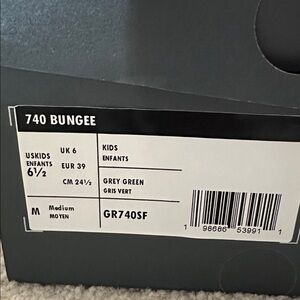 740 BUNGEE
USKIDS
ENFANTS
6½
UK 6
EUR 39
CM 24½
KIDS
ENFANTS
GREY GREEN
GRIS VERT
M Medium
MOYEN
GR740SF
1 98686 53991 1